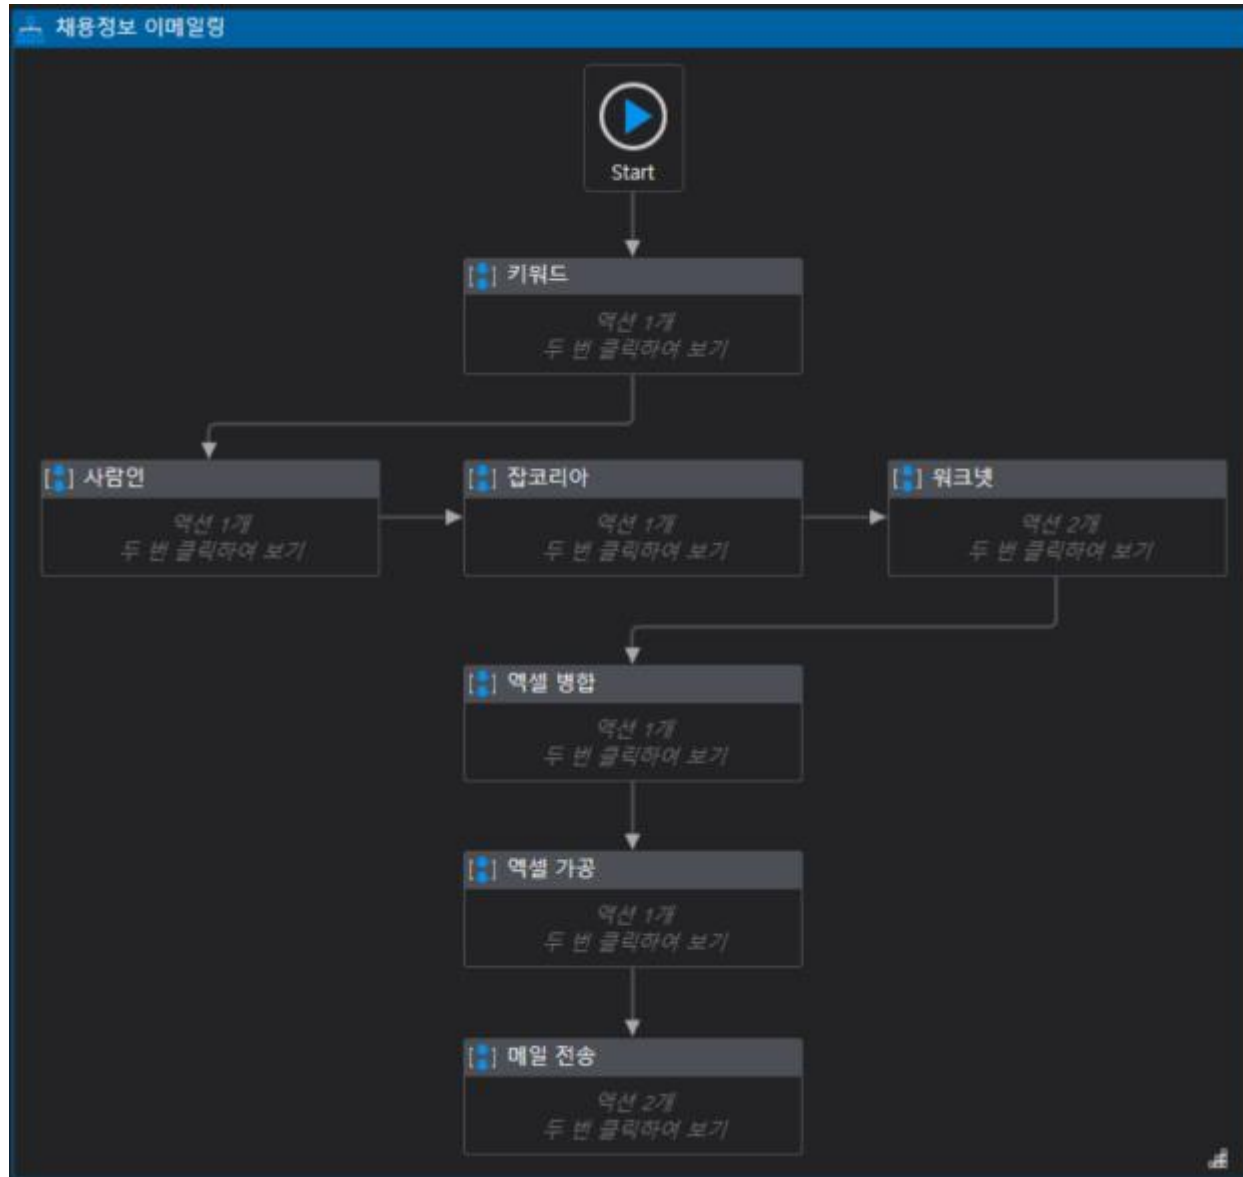 채용정보 이메일링
Start
키워드
액션 1개
두 번 클릭하여 보기
사람인
액션 1개
두 번 클릭하여 보기
잡코리아
액션 1개
두 번 클릭하여 보기
워크넷
액션 2개
두 번 클릭하여 보기
엑셀 병합
액션 1개
두 번 클릭하여 보기
엑셀 가공
액션 1개
두 번 클릭하여 보기
메일 전송
액션 2개
두 번 클릭하여 보기